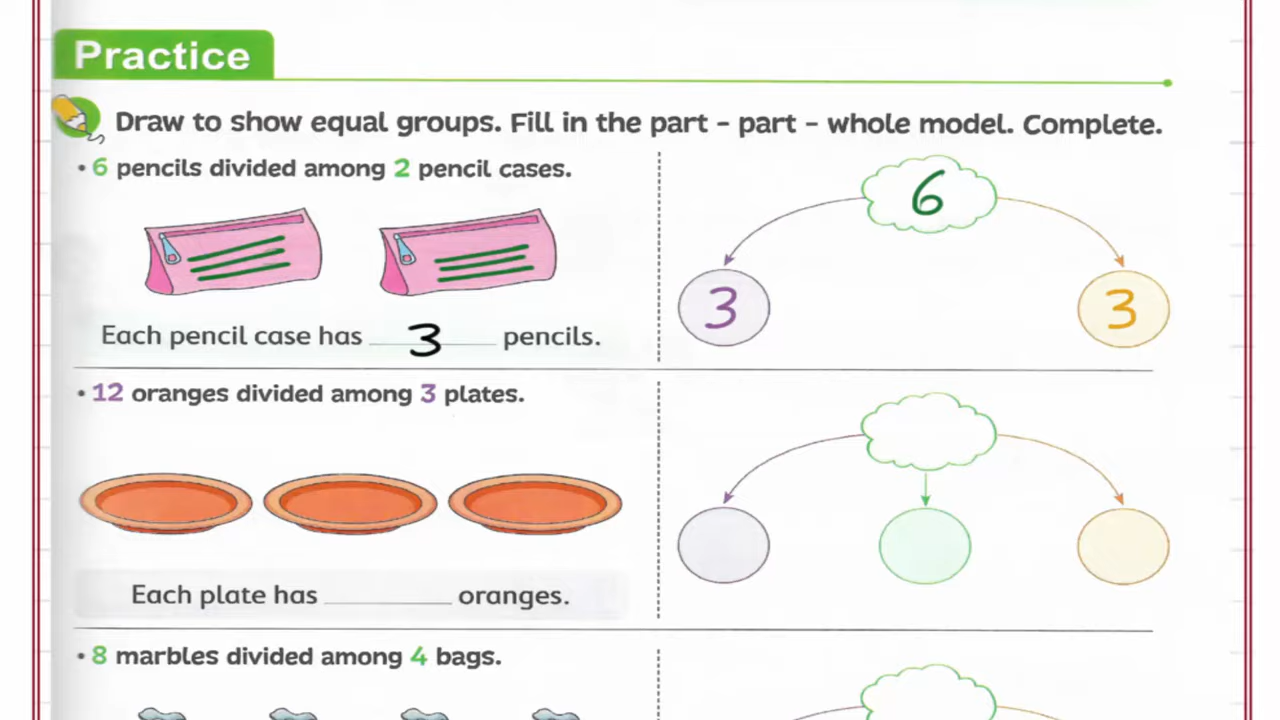 Practice
Draw to show equal groups. Fill in the part - part - whole model. Complete.
• 6 pencils divided among 2 pencil cases.
6
3
3
Each pencil case has 3 pencils.
• 12 oranges divided among 3 plates.
Each plate has ________ oranges.
• 8 marbles divided among 4 bags.